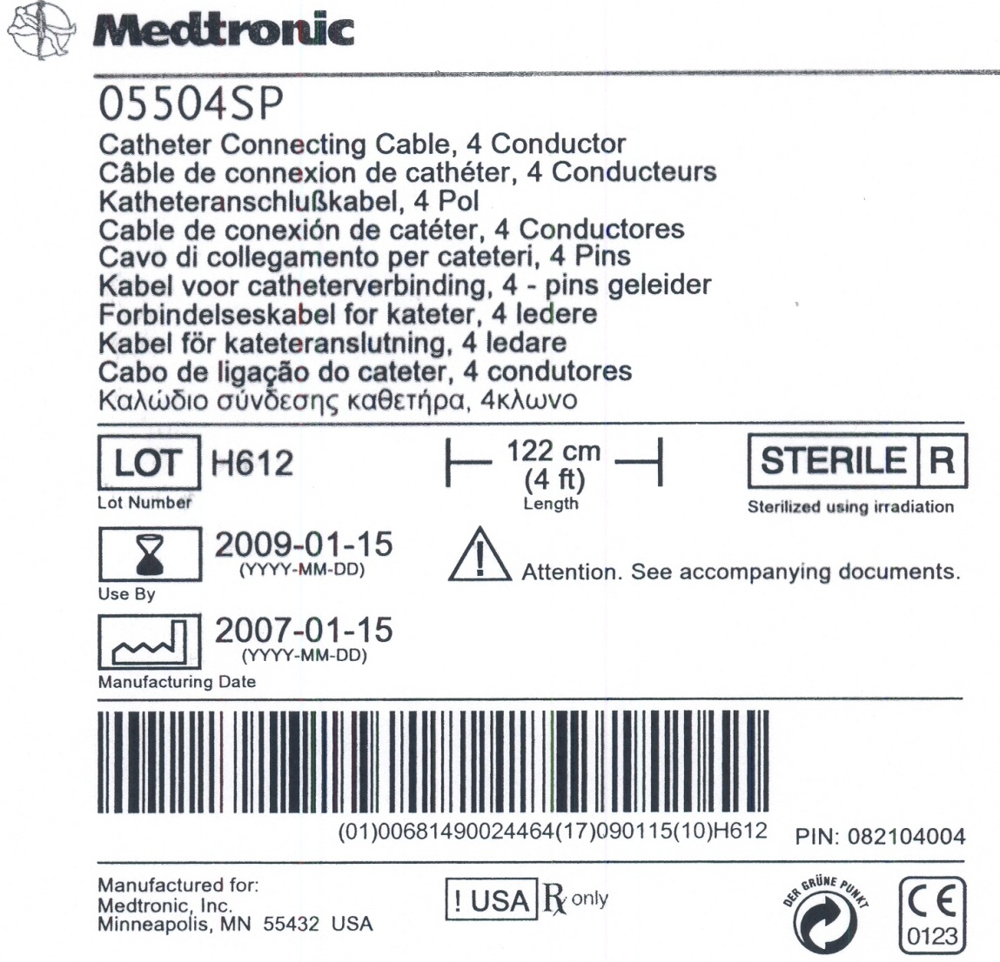 Medtronic
05504SP
Catheter Connecting Cable, 4 Conductor
Câble de connexion de cathéter, 4 Conducteurs
Katheteranschlußkabel, 4 Pol
Cable de conexión de catéter, 4 Conductores
Cavo di collegamento per cateteri, 4 Pins
Kabel voor catheterverbinding, 4 - pins geleider
Forbindelseskabel for kateter, 4 ledere
Kabel för kateteranslutning, 4 ledare
Cabo de ligação do cateter, 4 condutores
Καλώδιο σύνδεσης καθετήρα, 4κλωνο
LOT H612
Lot Number
122 cm
(4 ft)
Length
STERILE R
Sterilized using irradiation
2009-01-15
(YYYY-MM-DD)
Use By
! Attention. See accompanying documents.
2007-01-15
(YYYY-MM-DD)
Manufacturing Date
(01)00681490024464(17)090115(10)H612
PIN: 082104004
Manufactured for:
Medtronic, Inc.
Minneapolis, MN 55432 USA
! USA Rx only
DER GRÜNE PUNKT
CE
0123